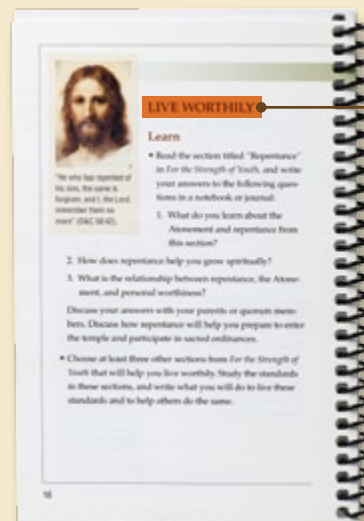 LIVE WORTHILY
Learn
• Read the section titled "Repentance"
in For the Strength of Youth, and write
your answers to the following ques-
tions in a notebook or journal:
1. What do you learn about the
Atonement and repentance from
this section?
"He who has repented of
his sins, the same is
forgiven, and I, the Lord,
remember them no
more" (D&C 58:42).
2. How does repentance help you grow spiritually?
3. What is the relationship between repentance, the Atone-
ment, and personal worthiness?
Discuss your answers with your parents or quorum mem-
bers. Discuss how repentance will help you prepare to enter
the temple and participate in sacred ordinances.
• Choose at least three other sections from For the Strength of
Youth that will help you live worthily. Study the standards
in these sections, and write what you will do to live these
standards and to help others do the same.